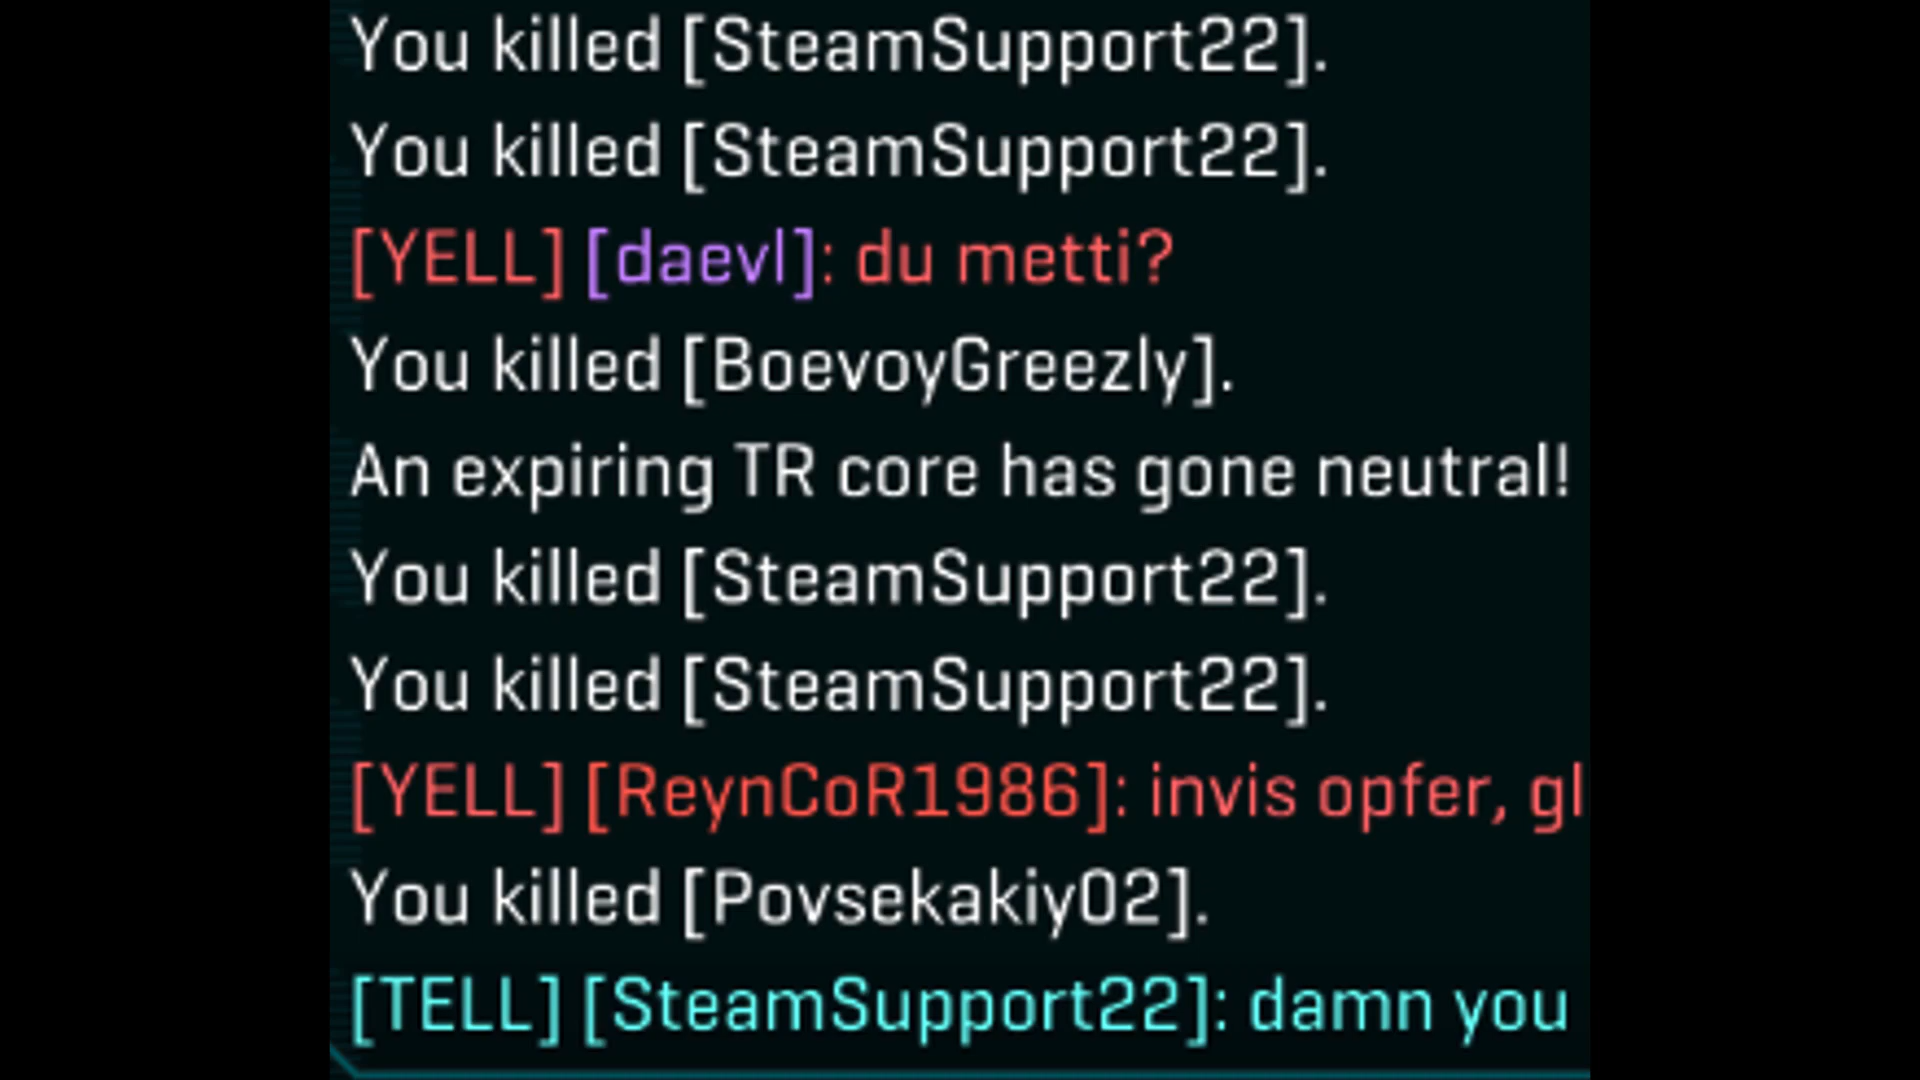 You killed [SteamSupport22].
You killed [SteamSupport22].
[YELL] [daevl]: du metti?
You killed [BoevoyGreezly].
An expiring TR core has gone neutral!
You killed [SteamSupport22].
You killed [SteamSupport22].
[YELL] [ReynCoR1986]: invis opfer, gl
You killed [Povsekakiy02].
[TELL] [SteamSupport22]: damn you